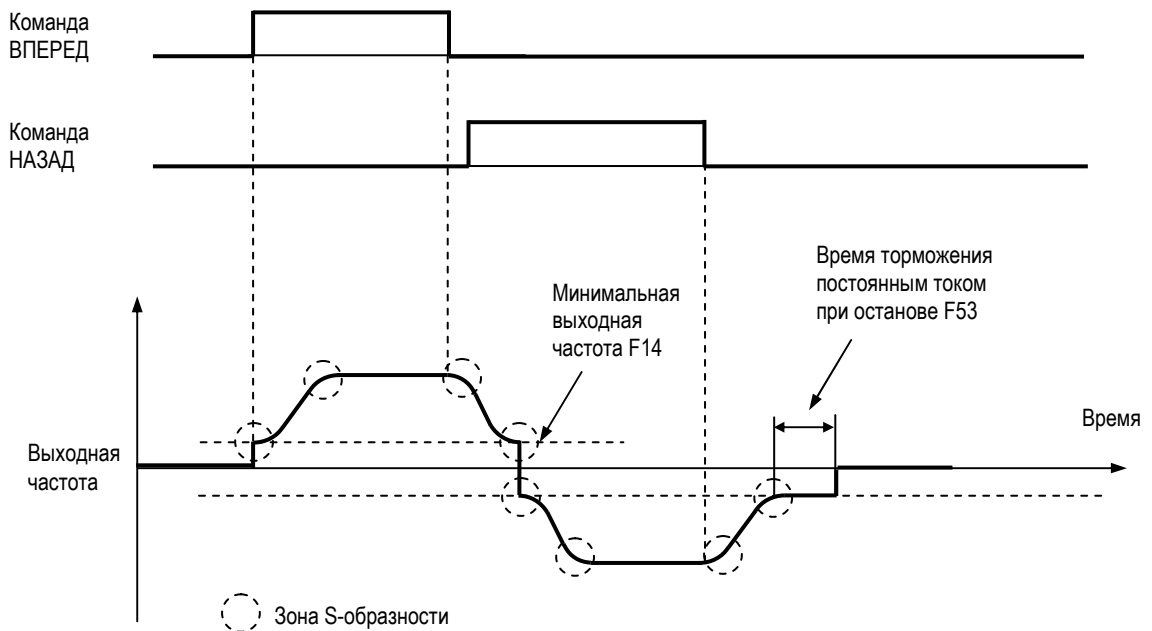 Команда
ВПЕРЕД
Команда
НАЗАД
Время торможения
постоянным током
при останове F53
Минимальная
выходная
частота F14
Время
Выходная
частота
Зона S-образности